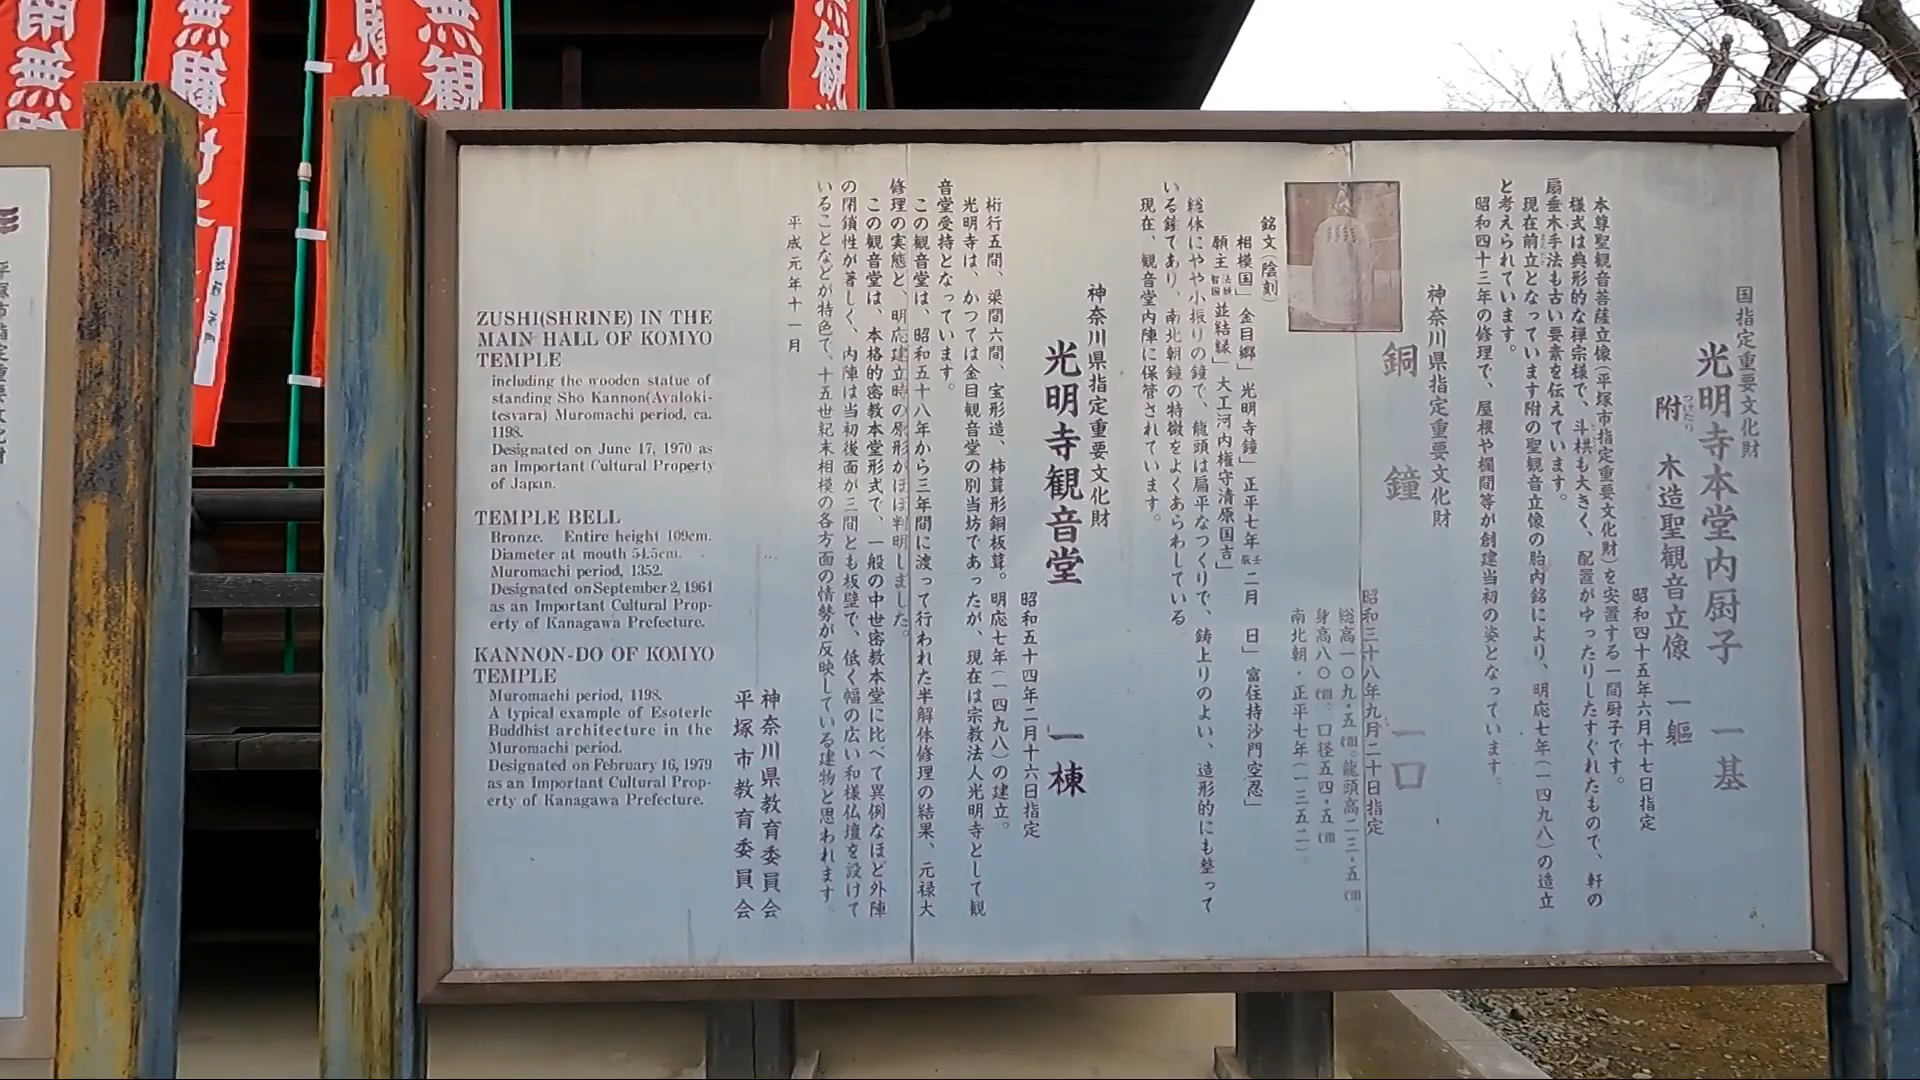 国指定重要文化財
光明寺本堂内厨子 一基
附 木造聖観音立像 一軀
つけたり
昭和四十五年六月十七日指定
本尊聖観音菩薩立像(平塚市指定重要文化財)を安置する一間厨子です。
様式は典形的な禅宗様で、斗栱も大きく、配置がゆったりしたすぐれたもので、軒の
扇垂木手法も古い要素を伝えています。
現在前立となっています附の聖観音立像の胎内銘により、明応七年(一四九八)の造立
と考えられています。
昭和四十三年の修理で、屋根や欄間等が創建当初の姿となっています。
神奈川県指定重要文化財
銅鐘 一口
昭和三十八年九月二十日指定
総高一〇九・五㎝。龍頭高二三・五㎝。
身高八〇㎝。口径五四・五㎝
南北朝・正平七年(一三五二)。
銘文(陰刻)
相模国」金目郷」光明寺鐘」正平七年壬辰二月 日」富住持沙門空忍」
願主 並結縁」大工河内権守清原国吉」
総体にやや小振りの鐘で、龍頭は扁平なつくりで、鋳上りのよい、造形的にも整って
いる鐘であり、南北朝鐘の特徴をよくあらわしている。
現在、観音堂内陣に保管されています。
神奈川県指定重要文化財
光明寺観音堂 一棟
昭和五十四年二月十六日指定
桁行五間、梁間六間、宝形造、柿葺形銅板葺。明応七年(一四九八)の建立。
光明寺は、かつては金目観音堂の別当坊であったが、現在は宗教法人光明寺として観
音堂受持となっています。
この観音堂は、昭和五十八年から三年間に渡って行われた半解体修理の結果、元禄大
修理の実態と、明応建立時の原形がほぼ判明しました。
この観音堂は、本格的密教本堂形式で、一般の中世密教本堂に比べて異例なほど外陣
の閉鎖性が著しく、内陣は当初後面が三間とも板壁で、低く幅の広い和様仏壇を設けて
いることなどが特色で、十五世紀末相模の各方面の情勢が反映している建物と思われます。
平成元年十一月
神奈川県教育委員会
平塚市教育委員会
ZUSHI(SHRINE) IN THE
MAIN HALL OF KOMYO
TEMPLE
including the wooden statue of
standing Sho Kannon(Avaloki-
tesvara) Muromachi period, ca.
1198.
Designated on June 17, 1970 as
an Important Cultural Property
of Japan.
TEMPLE BELL
Bronze. Entire height 109cm.
Diameter at mouth 54.5cm.
Muromachi period, 1352.
Designated on September 2, 1961
as an Important Cultural Prop-
erty of Kanagawa Prefecture.
KANNON-DO OF KOMYO
TEMPLE
Muromachi period, 1198.
A typical example of Esoteric
Buddhist architecture in the
Muromachi period.
Designated on February 16, 1979
as an Important Cultural Prop-
erty of Kanagawa Prefecture.
無観
無観
南無観
平塚市指定重要文化財